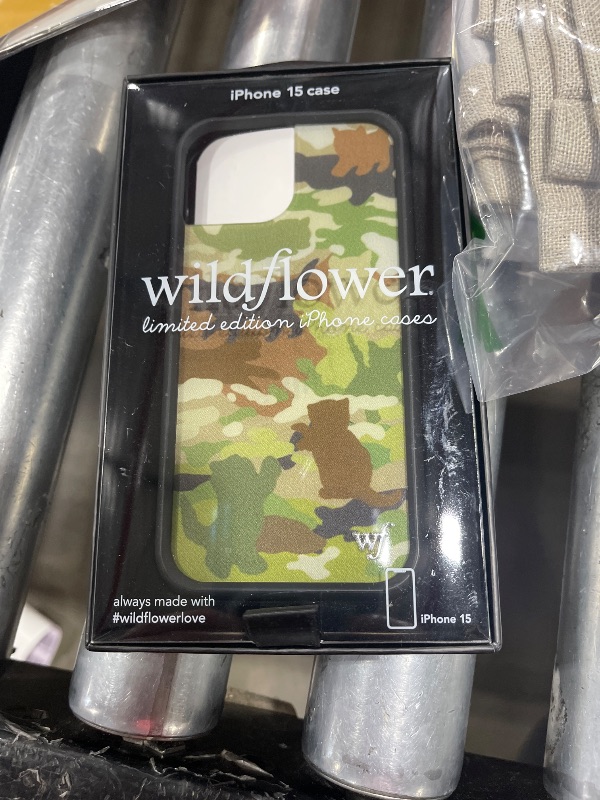 iPhone 15 case
wildflower
limited edition iPhone cases
wf
always made with
#wildflowerlove
iPhone 15